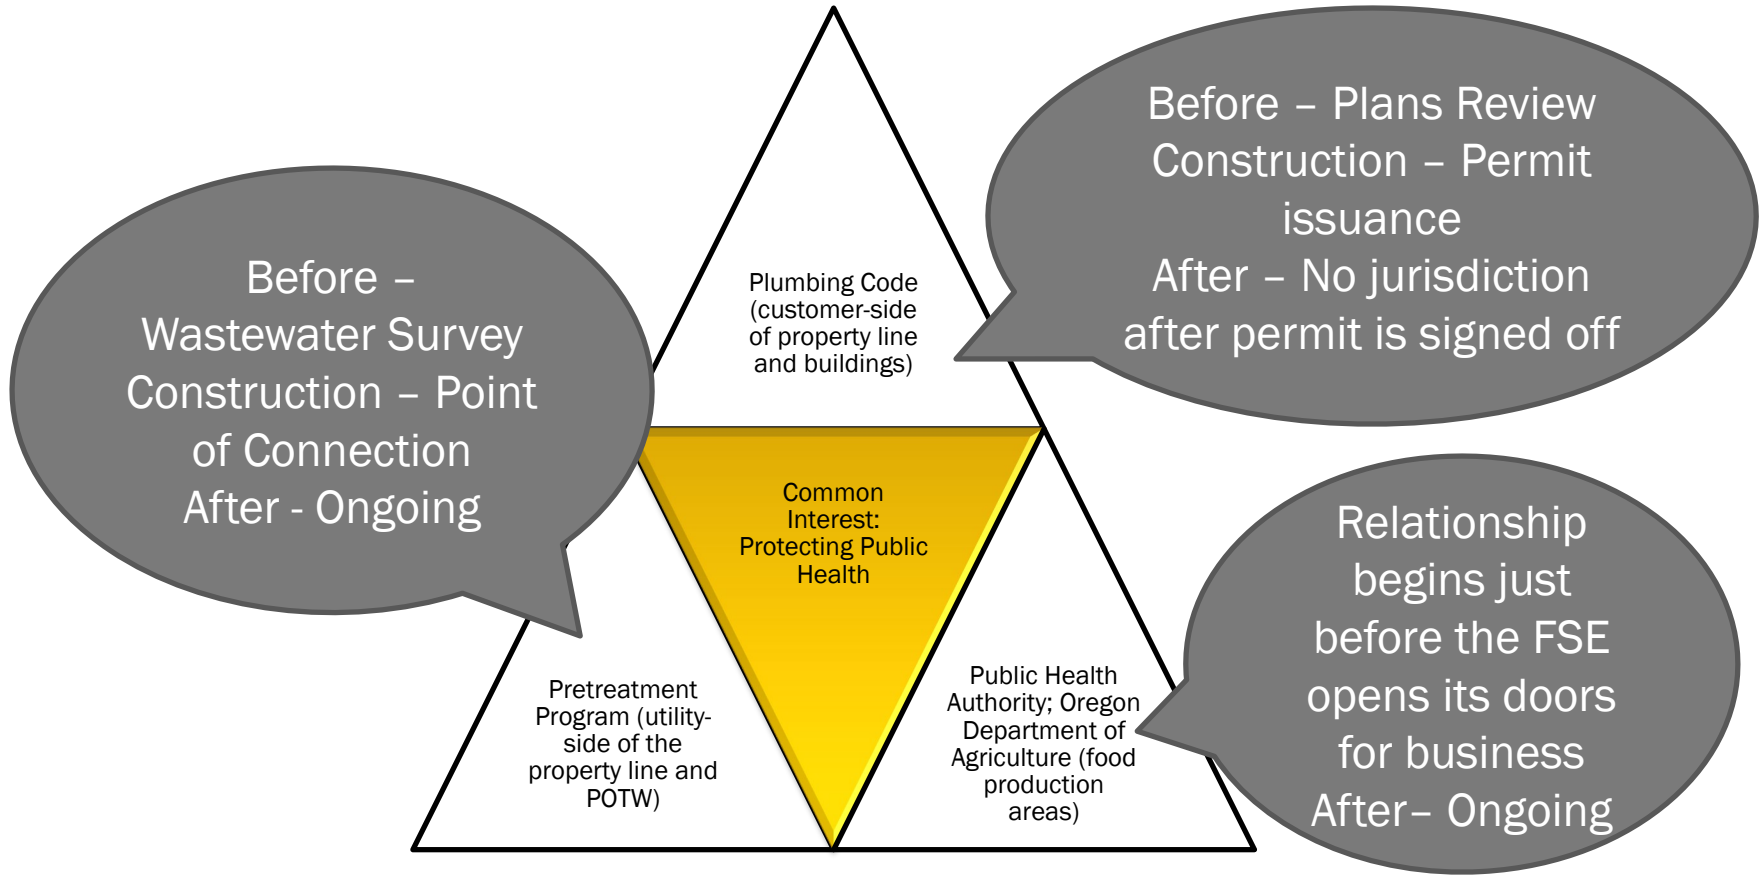 Before – Plans Review
Construction – Permit
issuance
After – No jurisdiction
after permit is signed off
Before –
Wastewater Survey
Construction – Point
of Connection
After - Ongoing
Plumbing Code
(customer-side
of property line
and buildings)
Common
Interest:
Protecting Public
Health
Relationship
begins just
before the FSE
opens its doors
for business
After– Ongoing
Pretreatment
Program (utility-
side of the
property line and
POTW)
Public Health
Authority; Oregon
Department of
Agriculture (food
production
areas)